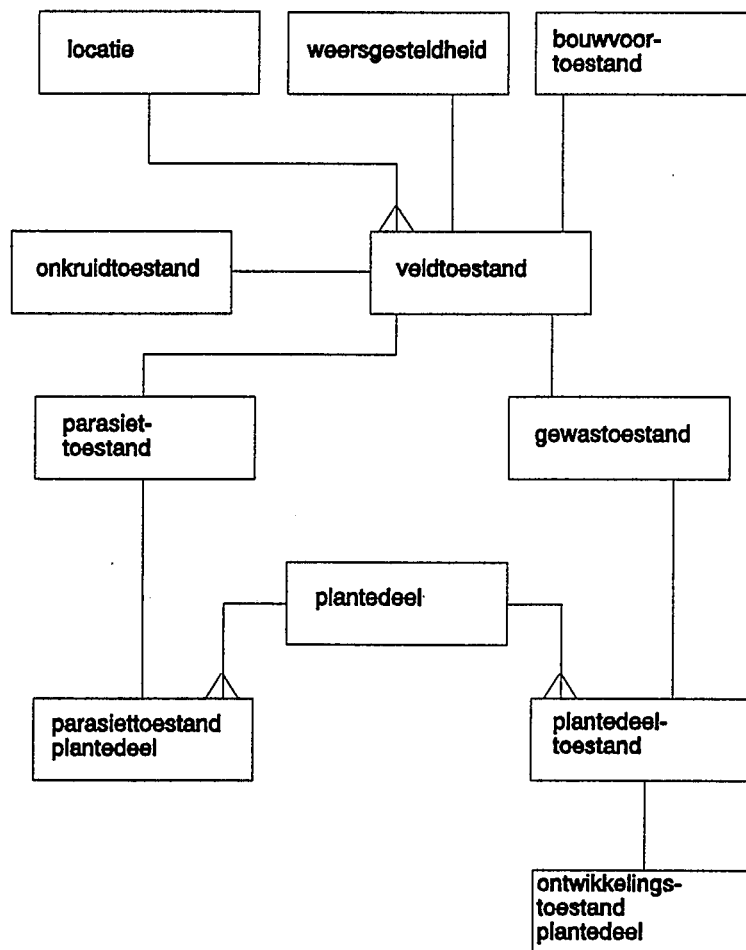 locatie
weersgesteldheid
bouwvoor-
toestand
onkruidtoestand
veldtoestand
parasiet-
toestand
gewastoestand
plantedeel
parasiettoestand
plantedeel
plantedeel-
toestand
ontwikkelings-
toestand
plantedeel